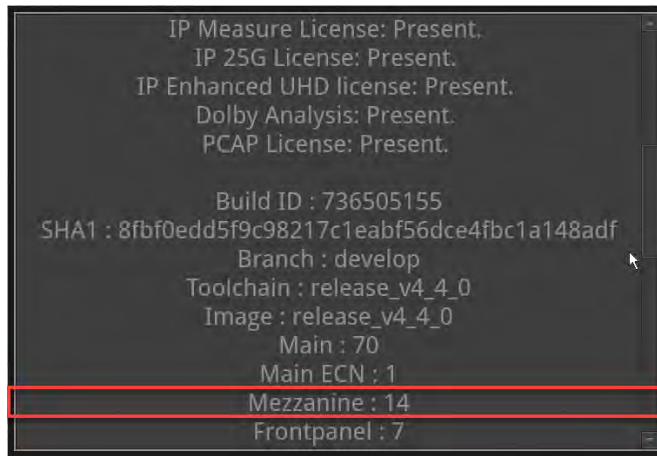 IP Measure License: Present.
IP 25G License: Present.
IP Enhanced UHD license: Present.
Dolby Analysis: Present.
PCAP License: Present.
Build ID : 736505155
SHA1 : 8fbf0edd5f9c98217c1eabf56dce4fbc1a148adf
Branch : develop
Toolchain : release_v4_4_0
Image : release_v4_4_0
Main : 70
Main ECN : 1
Mezzanine : 14
Frontpanel : 7